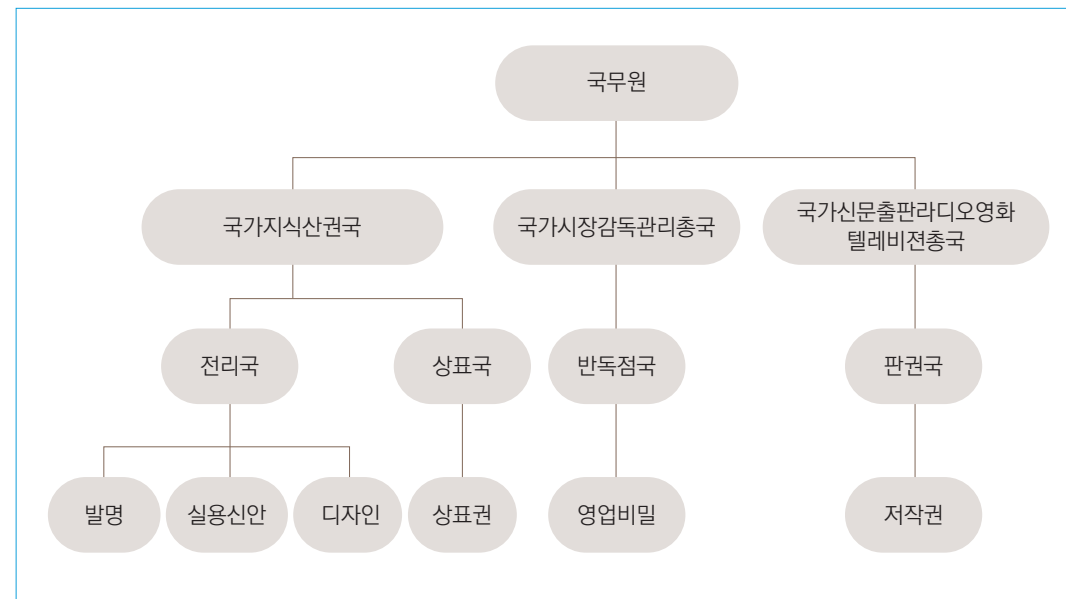 국무원
국가지식산권국
국가시장감독관리총국
국가신문출판라디오영화
텔레비젼총국
전리국
상표국
반독점국
판권국
발명
실용신안
디자인
상표권
영업비밀
저작권